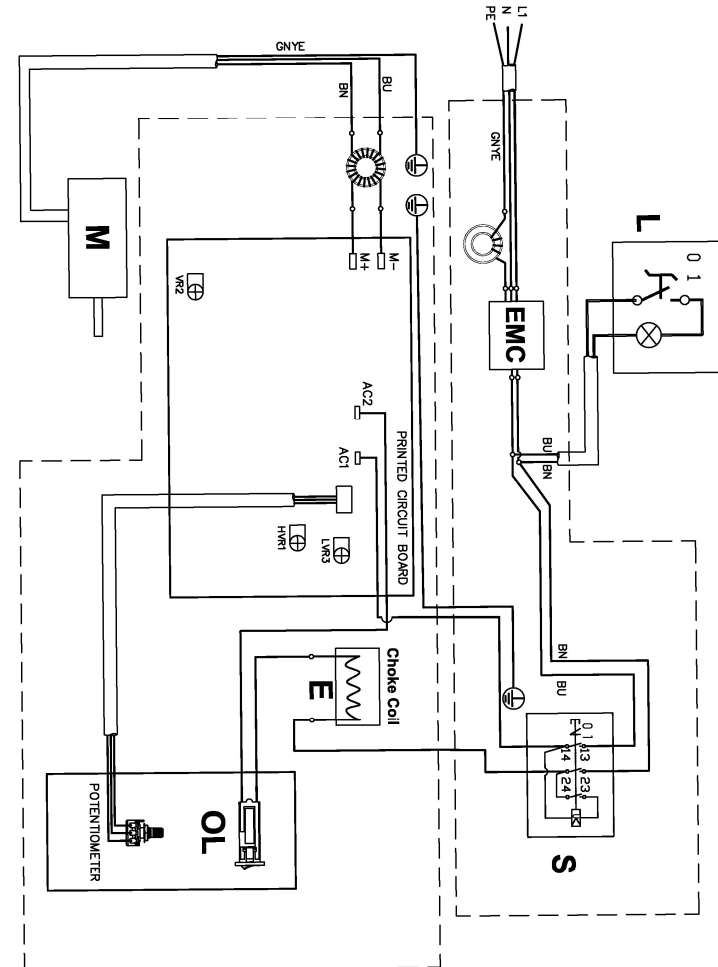 L1
N
PE
GNYE
BU
BN
GNYE
L
0 1
M
M-
M+
VR2
EMC
AC2
AC1
PRINTED CIRCUIT BOARD
BU
BN
HVR1
LVR3
BN
BU
Choke Coil
E
0 1
13
14
23
24
K
S
OL
POTENTIOMETER